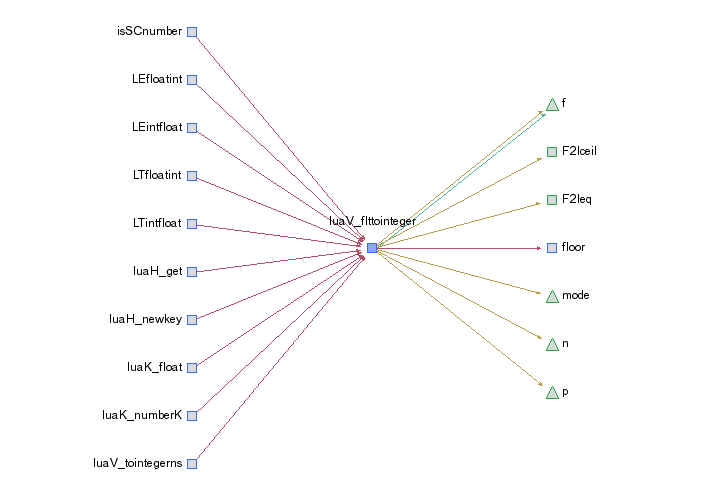 isSCnumber
LEfloatint
LEintfloat
LTfloatint
LTintfloat
luaH_get
luaH_newkey
luaK_float
luaK_numberK
luaV_tointegerns
luaV_flttointeger
f
F2Iceil
F2Ieq
floor
mode
n
p